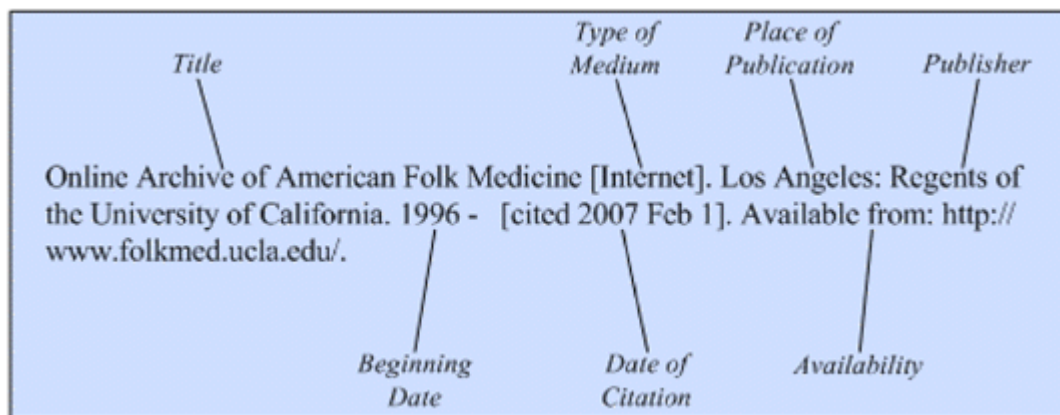 Type of Place of
Title Medium Publication Publisher
Online Archive of American Folk Medicine [Internet]. Los Angeles: Regents of
the University of California. 1996 - [cited 2007 Feb 1]. Available from: http://
www.folkmed.ucla.edu/.
Beginning Date of Availability
Date Citation